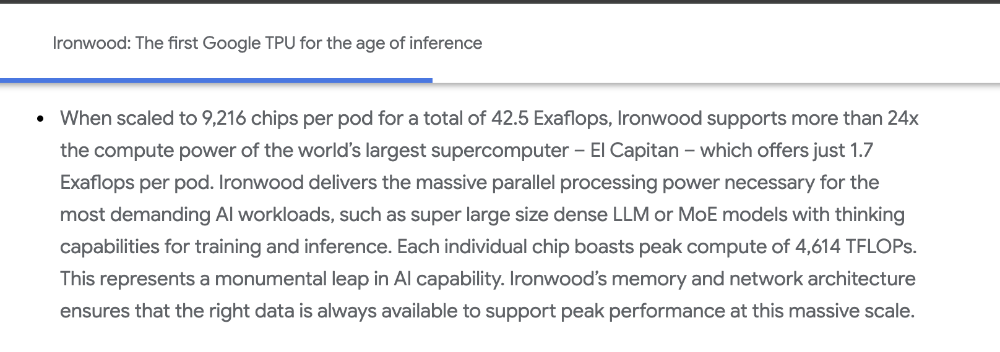 Ironwood: The first Google TPU for the age of inference
• When scaled to 9,216 chips per pod for a total of 42.5 Exaflops, Ironwood supports more than 24x
the compute power of the world’s largest supercomputer – El Capitan – which offers just 1.7
Exaflops per pod. Ironwood delivers the massive parallel processing power necessary for the
most demanding AI workloads, such as super large size dense LLM or MoE models with thinking
capabilities for training and inference. Each individual chip boasts peak compute of 4,614 TFLOPs.
This represents a monumental leap in AI capability. Ironwood’s memory and network architecture
ensures that the right data is always available to support peak performance at this massive scale.